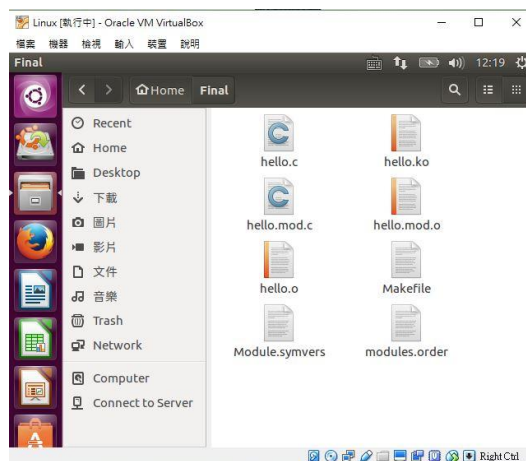 Linux [執行中] - Oracle VM VirtualBox
檔案 機器 檢視 輸入 裝置 說明
Final 12:19
Home Final
Recent
Home
Desktop
下載
圖片
影片
文件
音樂
Trash
Network
Computer
Connect to Server
hello.c hello.ko
hello.mod.c hello.mod.o
hello.o Makefile
Module.symvers modules.order
Right Ctrl